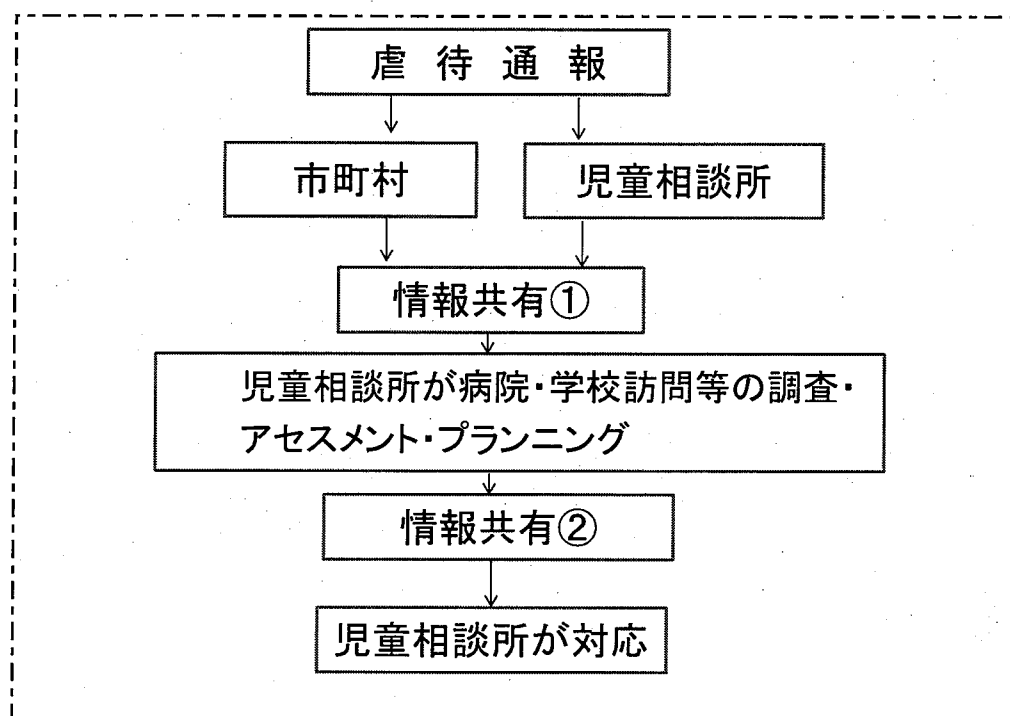 虐待通報
市町村
児童相談所
情報共有①
児童相談所が病院・学校訪問等の調査・
アセスメント・プランニング
情報共有②
児童相談所が対応